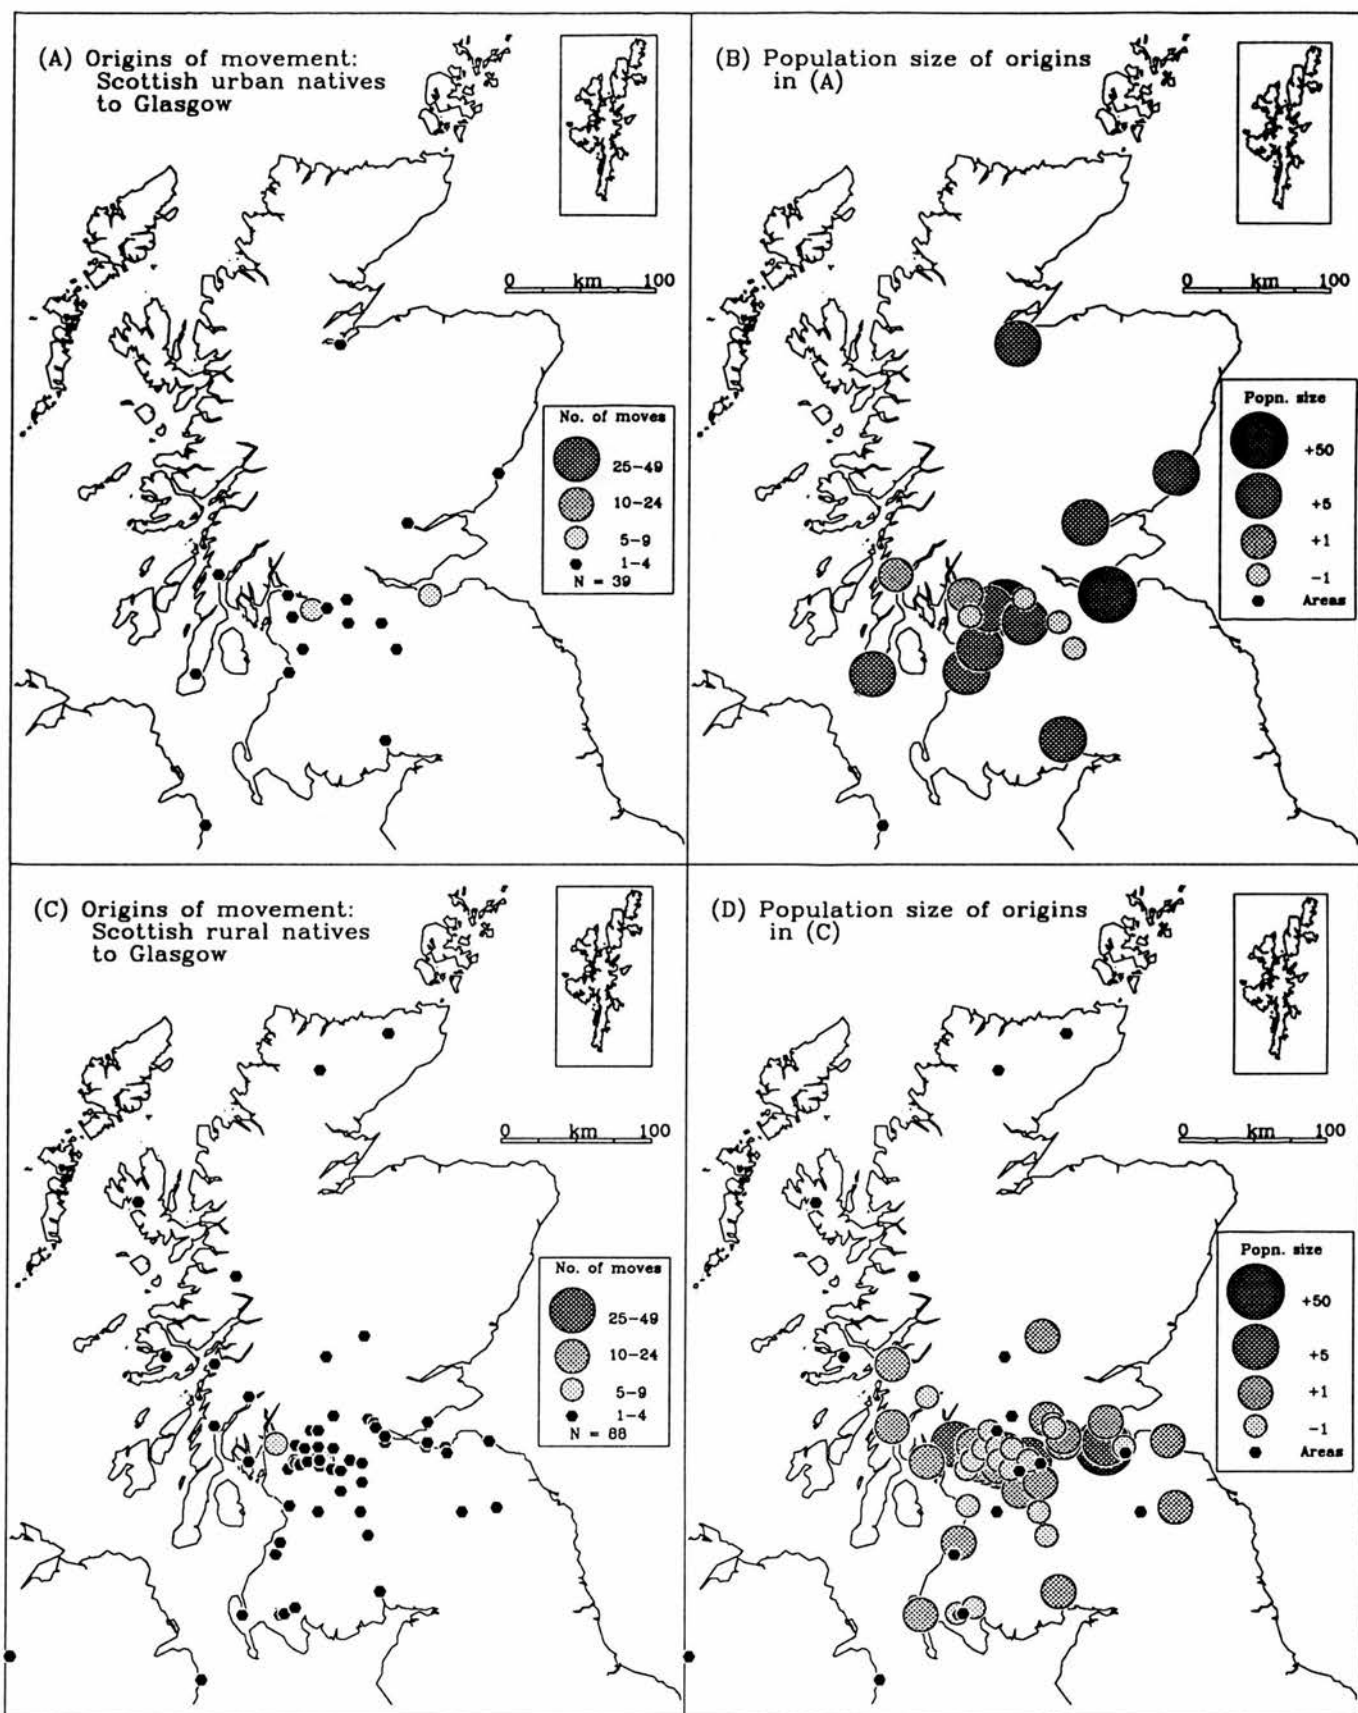 (A) Origins of movement:
Scottish urban natives
to Glasgow
0 km 100
No. of moves
25-49
10-24
5-9
1-4
N = 39
(B) Population size of origins
in (A)
0 km 100
Popn. size
+50
+5
+1
-1
Areas
(C) Origins of movement:
Scottish rural natives
to Glasgow
0 km 100
No. of moves
25-49
10-24
5-9
1-4
N = 88
(D) Population size of origins
in (C)
0 km 100
Popn. size
+50
+5
+1
-1
Areas